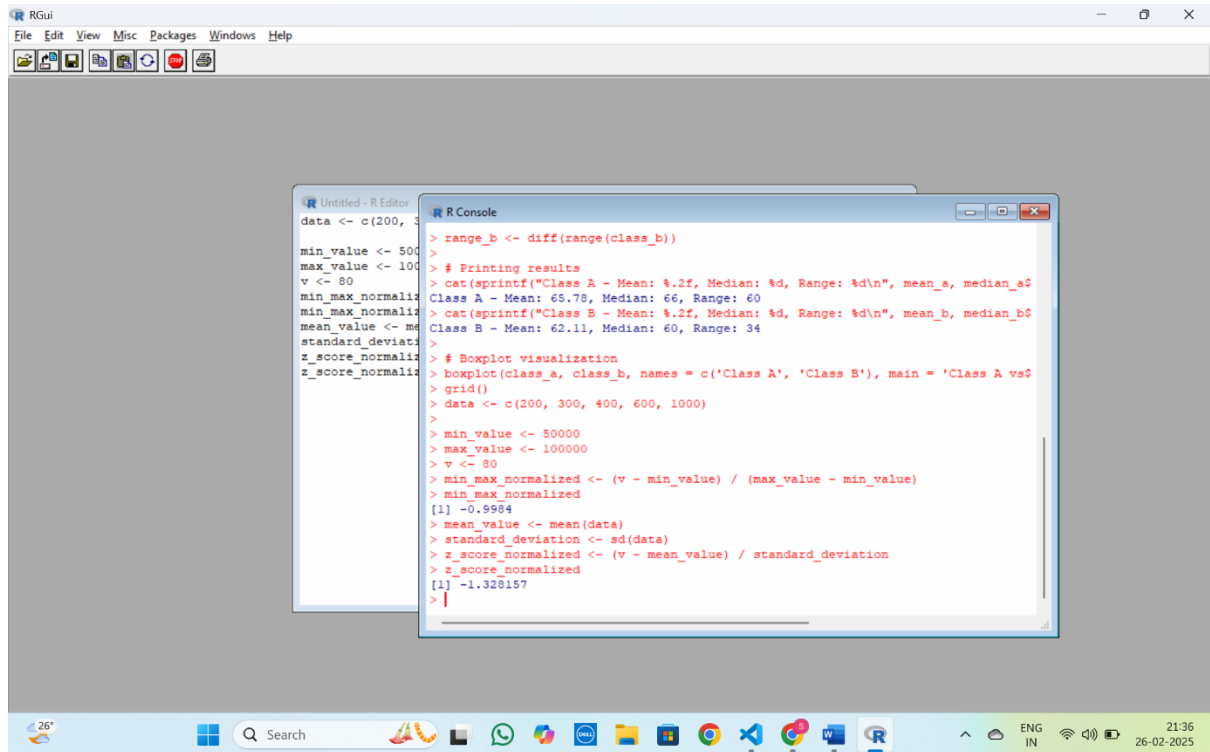 RGui
File Edit View Misc Packages Windows Help
STOP
Untitled - R Editor
data <- c(200, 3
min_value <- 500
max_value <- 100
v <- 80
min_max_normaliz
min_max_normaliz
mean_value <- me
standard_deviati
z_score_normaliz
z_score_normaliz
R Console
> range_b <- diff(range(class_b))
>
> # Printing results
> cat(sprintf("Class A - Mean: %.2f, Median: %d, Range: %d\n", mean_a, median_a$
Class A - Mean: 65.78, Median: 66, Range: 60
> cat(sprintf("Class B - Mean: %.2f, Median: %d, Range: %d\n", mean_b, median_b$
Class B - Mean: 62.11, Median: 60, Range: 34
>
> # Boxplot visualization
> boxplot(class_a, class_b, names = c('Class A', 'Class B'), main = 'Class A vs$
> grid()
> data <- c(200, 300, 400, 600, 1000)
>
> min_value <- 50000
> max_value <- 100000
> v <- 80
> min_max_normalized <- (v - min_value) / (max_value - min_value)
> min_max_normalized
[1] -0.9984
> mean_value <- mean(data)
> standard_deviation <- sd(data)
> z_score_normalized <- (v - mean_value) / standard_deviation
> z_score_normalized
[1] -1.328157
>
26°
Search
DELL
ENG
IN
21:36
26-02-2025